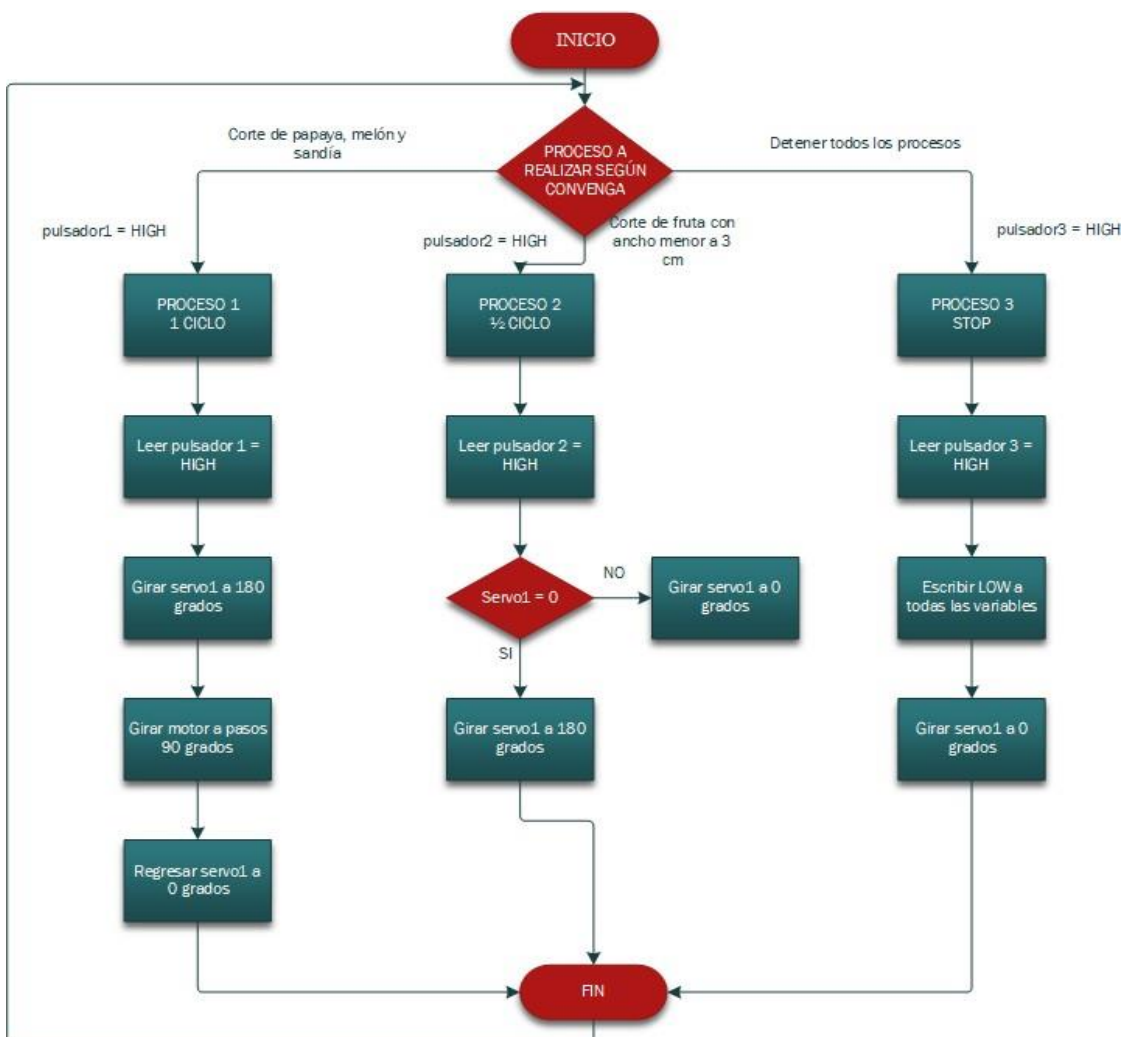 INICIO
Corte de papaya, melón y
sandía
PROCESO A
REALIZAR SEGÚN
CONVENGA
Detener todos los procesos
pulsador1 = HIGH
pulsador2 = HIGH
Corte de fruta con
ancho menor a 3
cm
pulsador3 = HIGH
PROCESO 1
1 CICLO
PROCESO 2
½ CICLO
PROCESO 3
STOP
Leer pulsador 1 =
HIGH
Leer pulsador 2 =
HIGH
Leer pulsador 3 =
HIGH
Girar servo1 a 180
grados
Servo1 = 0
NO
Girar servo1 a 0
grados
Escribir LOW a
todas las variables
SI
Girar motor a pasos
90 grados
Girar servo1 a 180
grados
Girar servo1 a 0
grados
Regresar servo1 a
0 grados
FIN